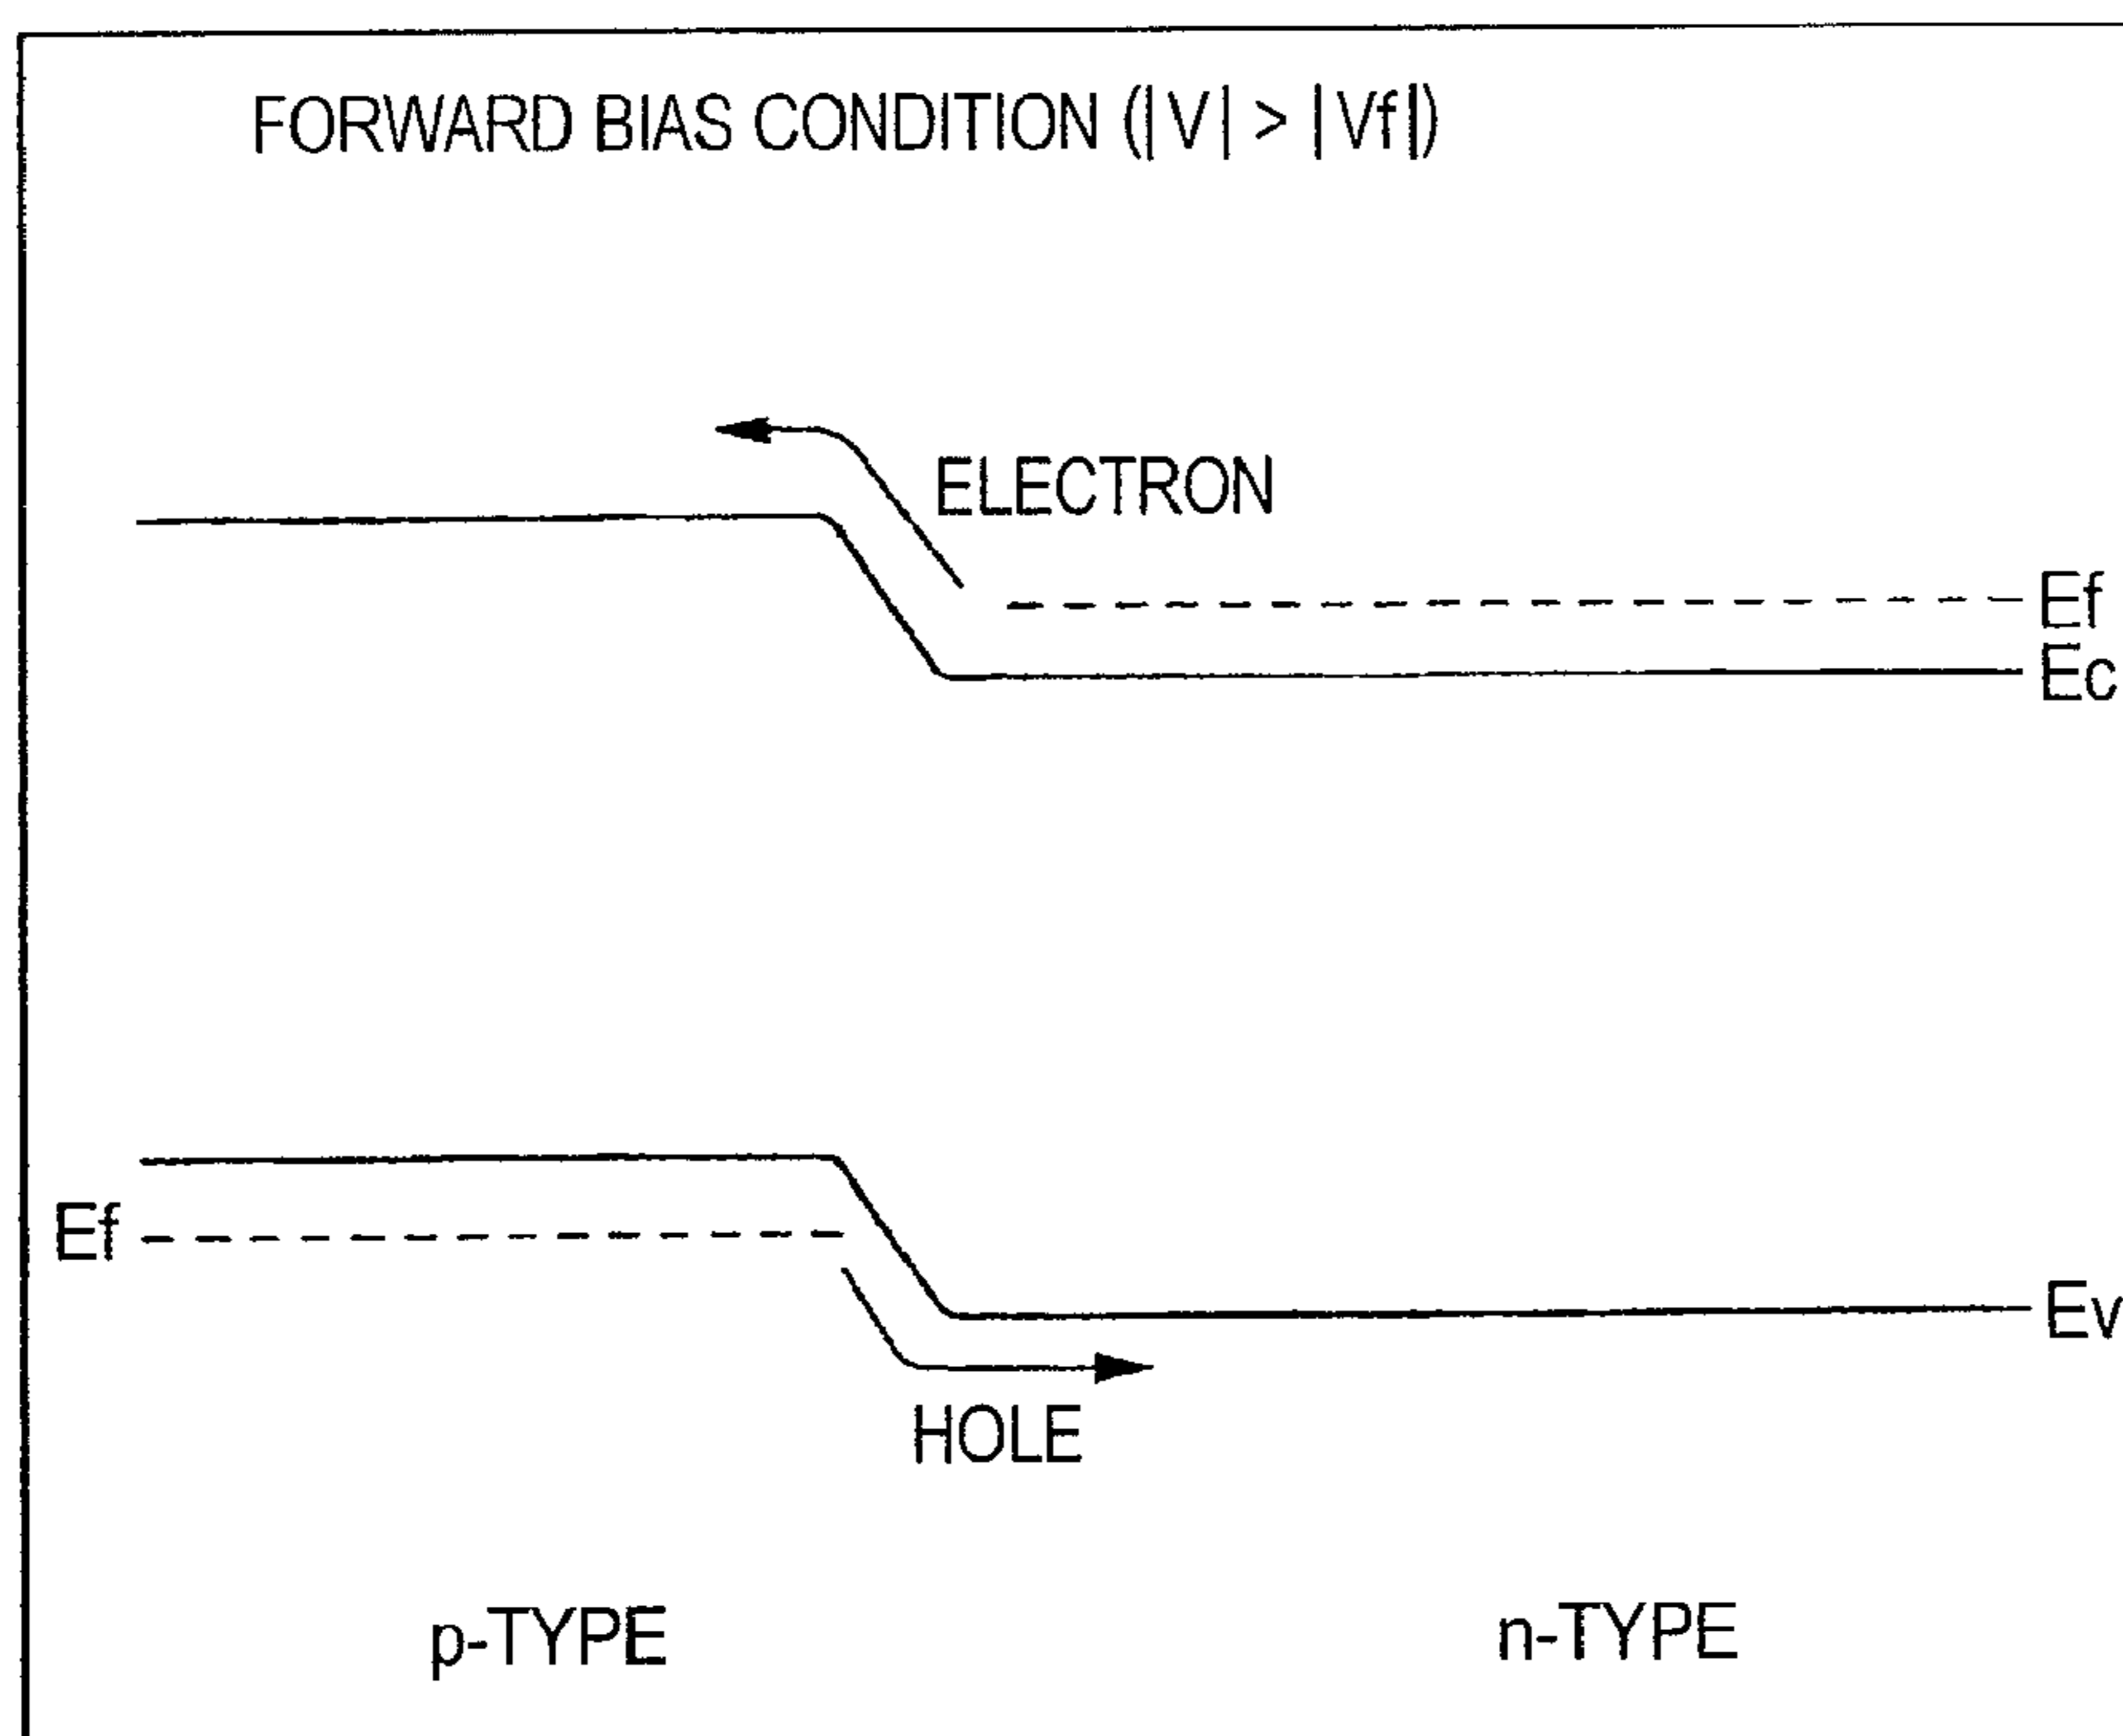 FORWARD BIAS CONDITION (|V| > |Vf|)
ELECTRON
Ef
Ec
Ef
Ev
HOLE
p-TYPE
n-TYPE